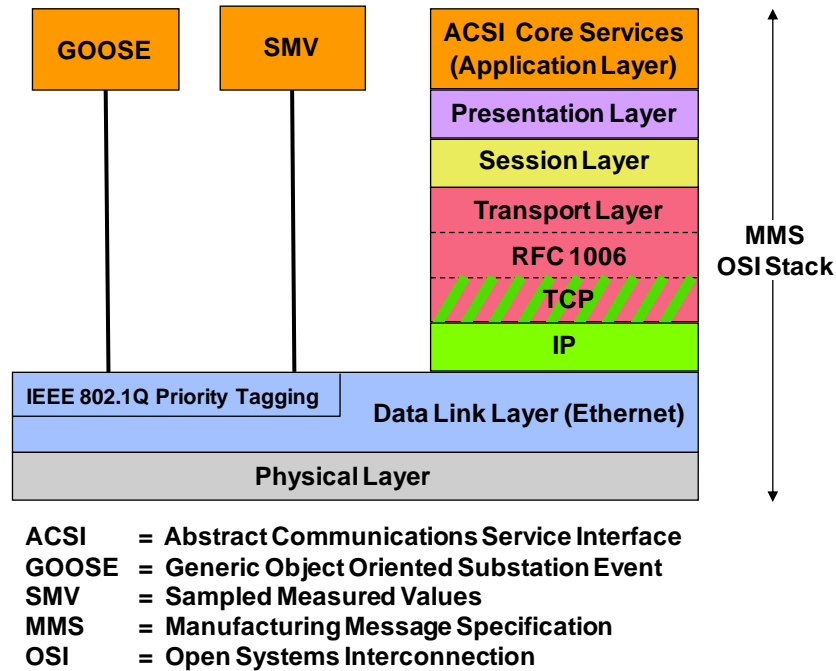 GOOSE
SMV
ACSI Core Services
(Application Layer)
Presentation Layer
Session Layer
Transport Layer
RFC 1006
TCP
IP
MMS
OSI Stack
IEEE 802.1Q Priority Tagging
Data Link Layer (Ethernet)
Physical Layer
ACSI = Abstract Communications Service Interface
GOOSE = Generic Object Oriented Substation Event
SMV = Sampled Measured Values
MMS = Manufacturing Message Specification
OSI = Open Systems Interconnection